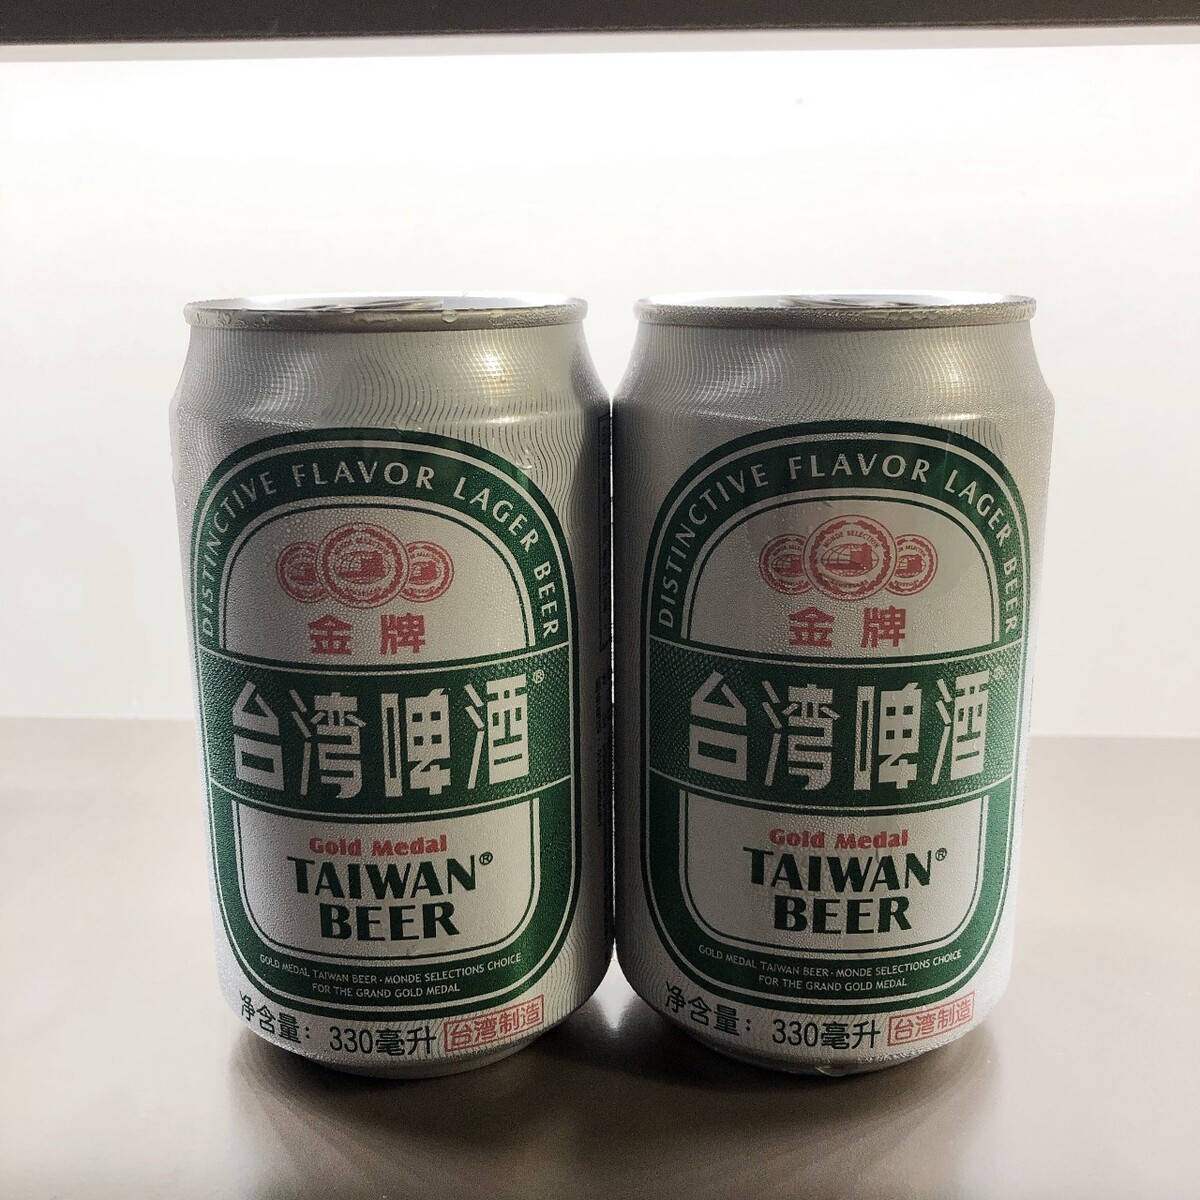 DISTINCTIVE FLAVOR LAGER BEER
MONDE SELECTION
金牌
台湾啤酒®
Gold Medal
TAIWAN®
BEER
GOLD MEDAL TAIWAN BEER·MONDE SELECTIONS CHOICE
FOR THE GRAND GOLD MEDAL
净含量：330毫升 台湾制造
DISTINCTIVE FLAVOR LAGER BEER
MONDE SELECTION
金牌
台湾啤酒®
Gold Medal
TAIWAN®
BEER
GOLD MEDAL TAIWAN BEER·MONDE SELECTIONS CHOICE
FOR THE GRAND GOLD MEDAL
净含量：330毫升 台湾制造